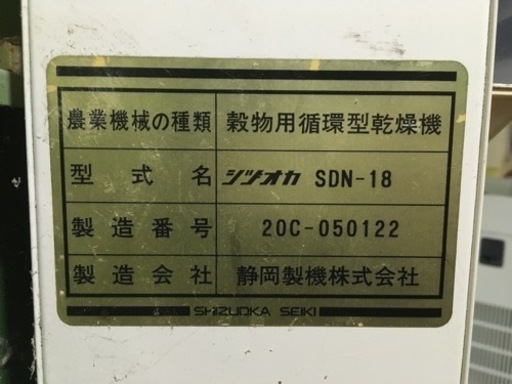 農業機械の種類 穀物用循環型乾燥機
型式名 シヅオカ SDN-18
製造番号 20C-050122
製造会社 静岡製機株式会社
SHIZUOKA SEIKI